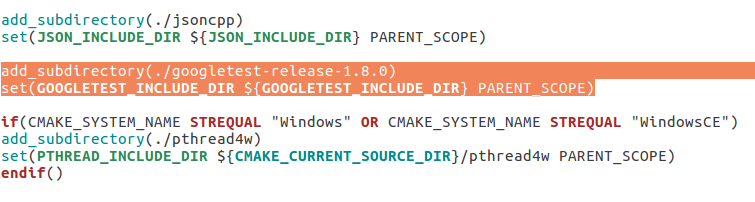 add_subdirectory(./jsoncpp)
set(JSON_INCLUDE_DIR ${JSON_INCLUDE_DIR} PARENT_SCOPE)
add_subdirectory(./googletest-release-1.8.0)
set(GOOGLETEST_INCLUDE_DIR ${GOOGLETEST_INCLUDE_DIR} PARENT_SCOPE)
if(CMAKE_SYSTEM_NAME STREQUAL "Windows" OR CMAKE_SYSTEM_NAME STREQUAL "WindowsCE")
add_subdirectory(./pthread4w)
set(PTHREAD_INCLUDE_DIR ${CMAKE_CURRENT_SOURCE_DIR}/pthread4w PARENT_SCOPE)
endif()